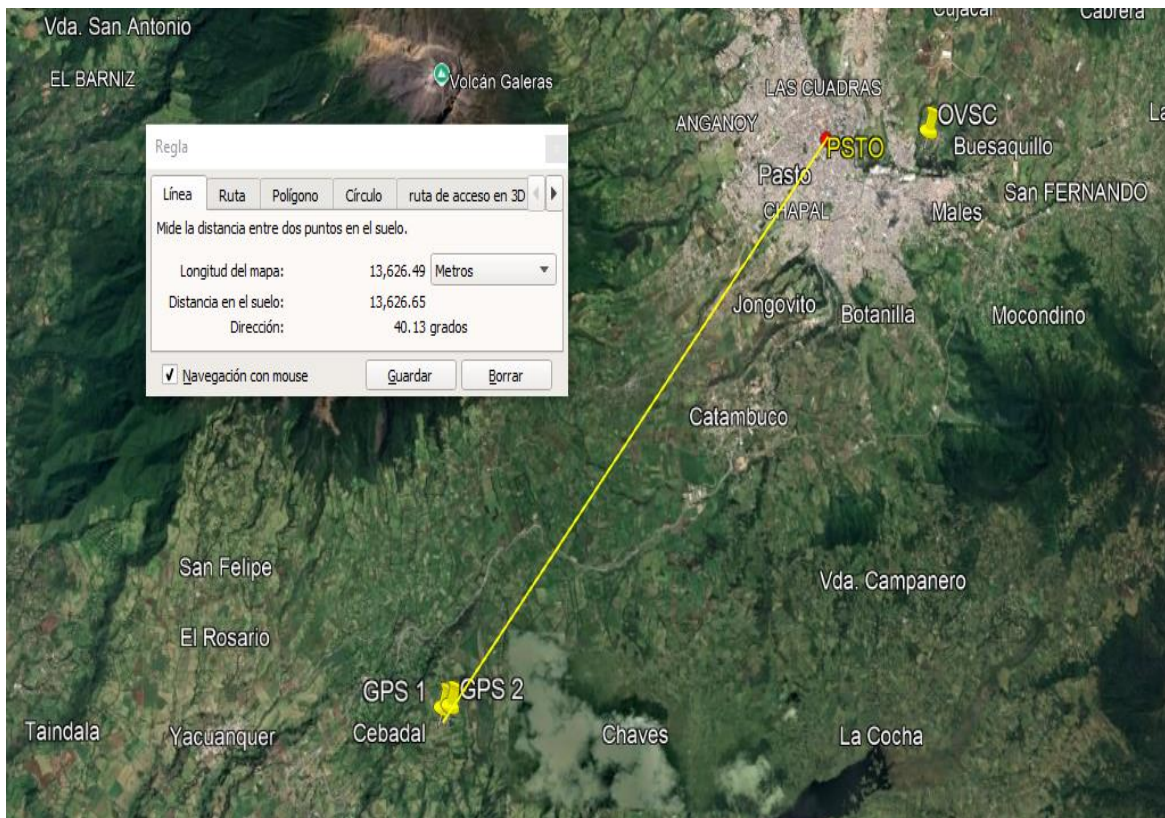 Vda. San Antonio
Cujacal
Cabrera
EL BARNIZ
Volcán Galeras
LAS CUADRAS
OVSC
ANGANOY
PSTO
Buesaquillo
Pasto
San FERNANDO
CHAPAL
Males
Regla
Línea Ruta Polígono Círculo ruta de acceso en 3D
Mide la distancia entre dos puntos en el suelo.
Longitud del mapa: 13,626.49 Metros
Distancia en el suelo: 13,626.65
Dirección: 40.13 grados
Navegación con mouse Guardar Borrar
Jongovito
Botanilla
Mocondino
Catambuco
San Felipe
Vda. Campanero
El Rosario
GPS 1
GPS 2
Taindala
Yacuanquer
Cebadal
Chaves
La Cocha